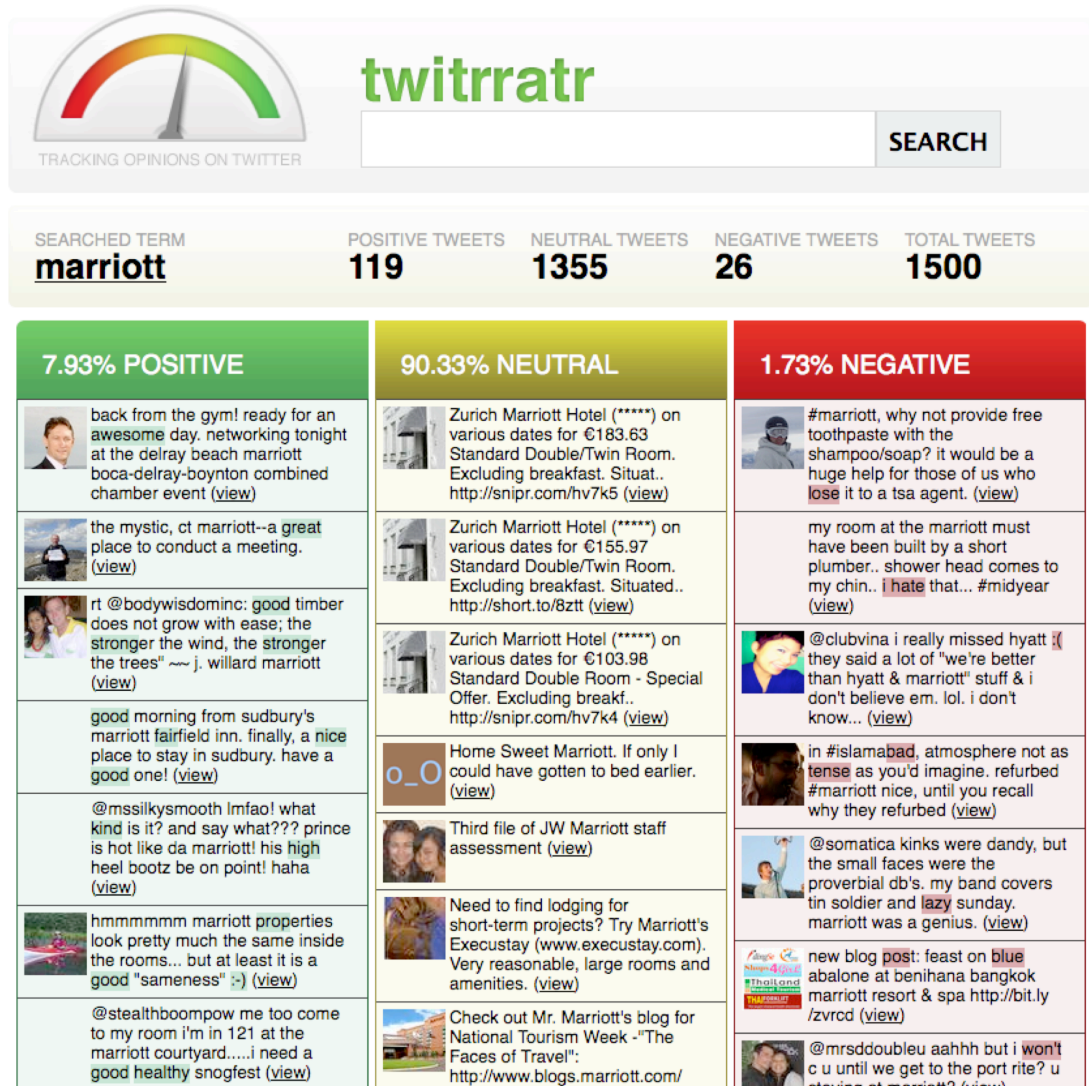 twitrratr
SEARCH
TRACKING OPINIONS ON TWITTER
SEARCHED TERM
marriott
POSITIVE TWEETS
119
NEUTRAL TWEETS
1355
NEGATIVE TWEETS
26
TOTAL TWEETS
1500
7.93% POSITIVE
back from the gym! ready for an
awesome day. networking tonight
at the delray beach marriott
boca-delray-boynton combined
chamber event (view)
the mystic, ct marriott--a great
place to conduct a meeting.
(view)
rt @bodywisdominc: good timber
does not grow with ease; the
stronger the wind, the stronger
the trees" ~~ j. willard marriott
(view)
good morning from sudbury's
marriott fairfield inn. finally, a nice
place to stay in sudbury. have a
good one! (view)
@mssilkysmooth lmfao! what
kind is it? and say what??? prince
is hot like da marriott! his high
heel bootz be on point! haha
(view)
hmmmmmm marriott properties
look pretty much the same inside
the rooms... but at least it is a
good "sameness" :-) (view)
@stealthboompow me too come
to my room i'm in 121 at the
marriott courtyard.....i need a
good healthy snogfest (view)
90.33% NEUTRAL
Zurich Marriott Hotel (*****) on
various dates for €183.63
Standard Double/Twin Room.
Excluding breakfast. Situat..
http://snipr.com/hv7k5 (view)
Zurich Marriott Hotel (*****) on
various dates for €155.97
Standard Double/Twin Room.
Excluding breakfast. Situated..
http://short.to/8ztt (view)
Zurich Marriott Hotel (*****) on
various dates for €103.98
Standard Double Room - Special
Offer. Excluding breakf..
http://snipr.com/hv7k4 (view)
o_O
Home Sweet Marriott. If only I
could have gotten to bed earlier.
(view)
Third file of JW Marriott staff
assessment (view)
Need to find lodging for
short-term projects? Try Marriott's
Execustay (www.execustay.com).
Very reasonable, large rooms and
amenities. (view)
Check out Mr. Marriott's blog for
National Tourism Week -"The
Faces of Travel":
http://www.blogs.marriott.com/
1.73% NEGATIVE
#marriott, why not provide free
toothpaste with the
shampoo/soap? it would be a
huge help for those of us who
lose it to a tsa agent. (view)
my room at the marriott must
have been built by a short
plumber.. shower head comes to
my chin.. i hate that... #midyear
(view)
@clubvina i really missed hyatt :(
they said a lot of "we're better
than hyatt & marriott" stuff & i
don't believe em. lol. i don't
know... (view)
in #islamabad, atmosphere not as
tense as you'd imagine. refurbed
#marriott nice, until you recall
why they refurbed (view)
@somatica kinks were dandy, but
the small faces were the
proverbial db's. my band covers
tin soldier and lazy sunday.
marriott was a genius. (view)
Thailand
new blog post: feast on blue
abalone at benihana bangkok
marriott resort & spa http://bit.ly
/zvrcd (view)
@mrsddoubleu aahhh but i won't
c u until we get to the port rite? u
staying at marriott? (view)